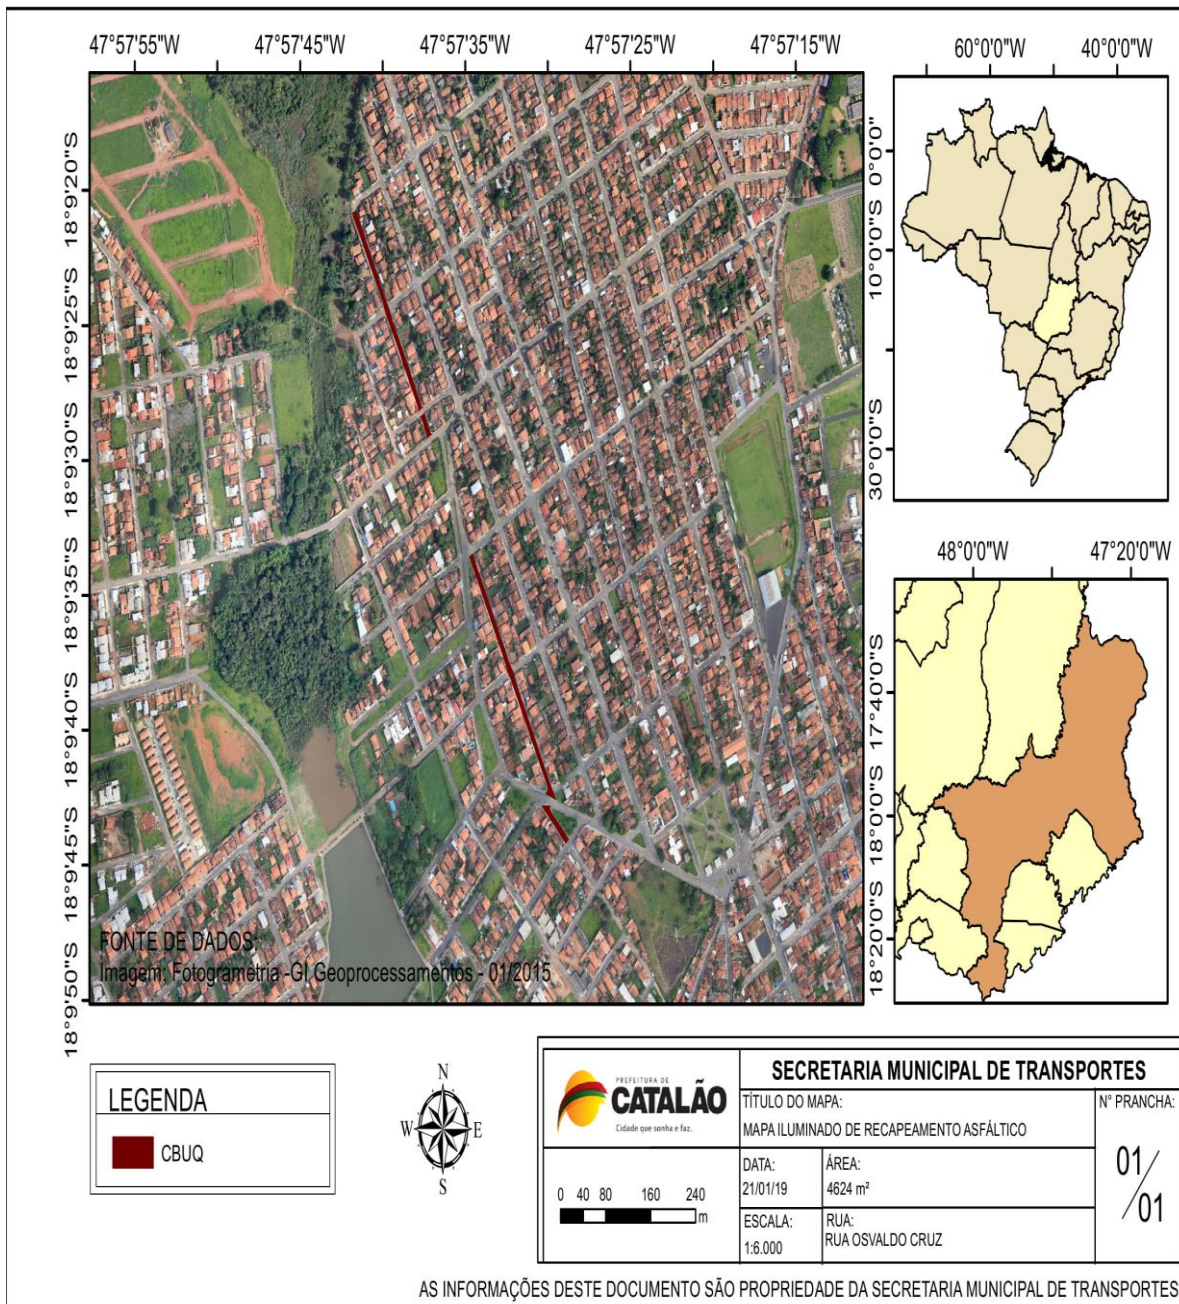 47°57'55"W 47°57'45"W 47°57'35"W 47°57'25"W 47°57'15"W
18°9'20"S
18°9'25"S
18°9'30"S
18°9'35"S
18°9'40"S
18°9'45"S
18°9'50"S
FONTE DE DADOS:
Imagem: Fotogrametria -GI Geoprocessamentos - 01/2015
60°0'0"W 40°0'0"W
0°0'0"
10°0'0"S
30°0'0"S
48°0'0"W 47°20'0"W
17°40'0"S
18°0'0"S
18°20'0"S
LEGENDA
CBUQ
N
W E
S
PREFEITURA DE
CATALÃO
Cidade que sonha e faz.
0 40 80 160 240
m
SECRETARIA MUNICIPAL DE TRANSPORTES
TÍTULO DO MAPA:
MAPA ILUMINADO DE RECAPEAMENTO ASFÁLTICO
N° PRANCHA:
01/01
DATA:
21/01/19
ÁREA:
4624 m²
ESCALA:
1:6.000
RUA:
RUA OSVALDO CRUZ
AS INFORMAÇÕES DESTE DOCUMENTO SÃO PROPRIEDADE DA SECRETARIA MUNICIPAL DE TRANSPORTES